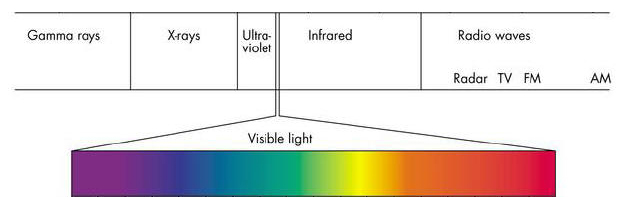 Gamma rays
X-rays
Ultra-
violet
Infrared
Radio waves
Radar TV FM AM
Visible light